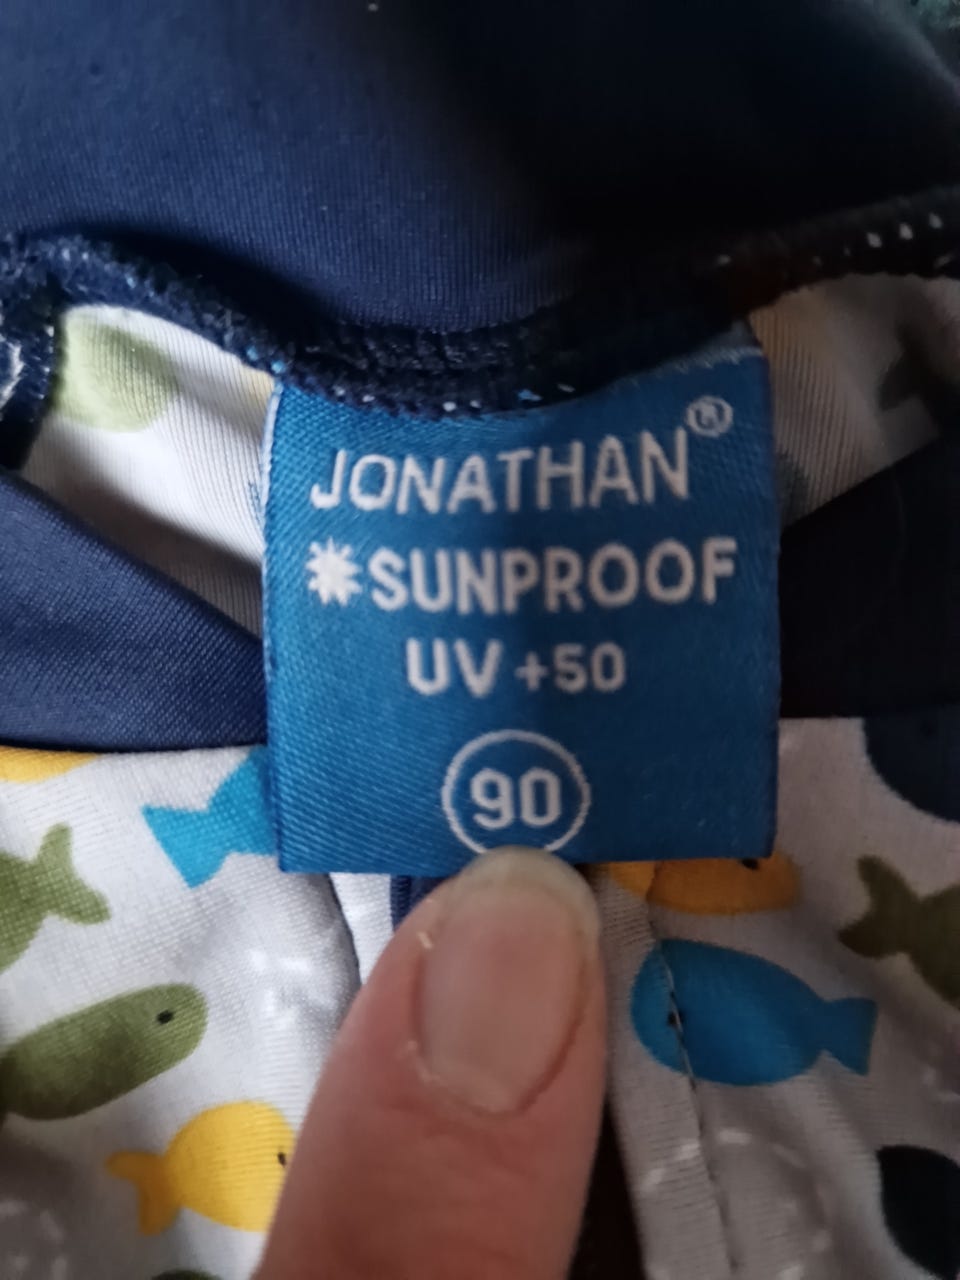 JONATHAN®
SUNPROOF
UV +50
90